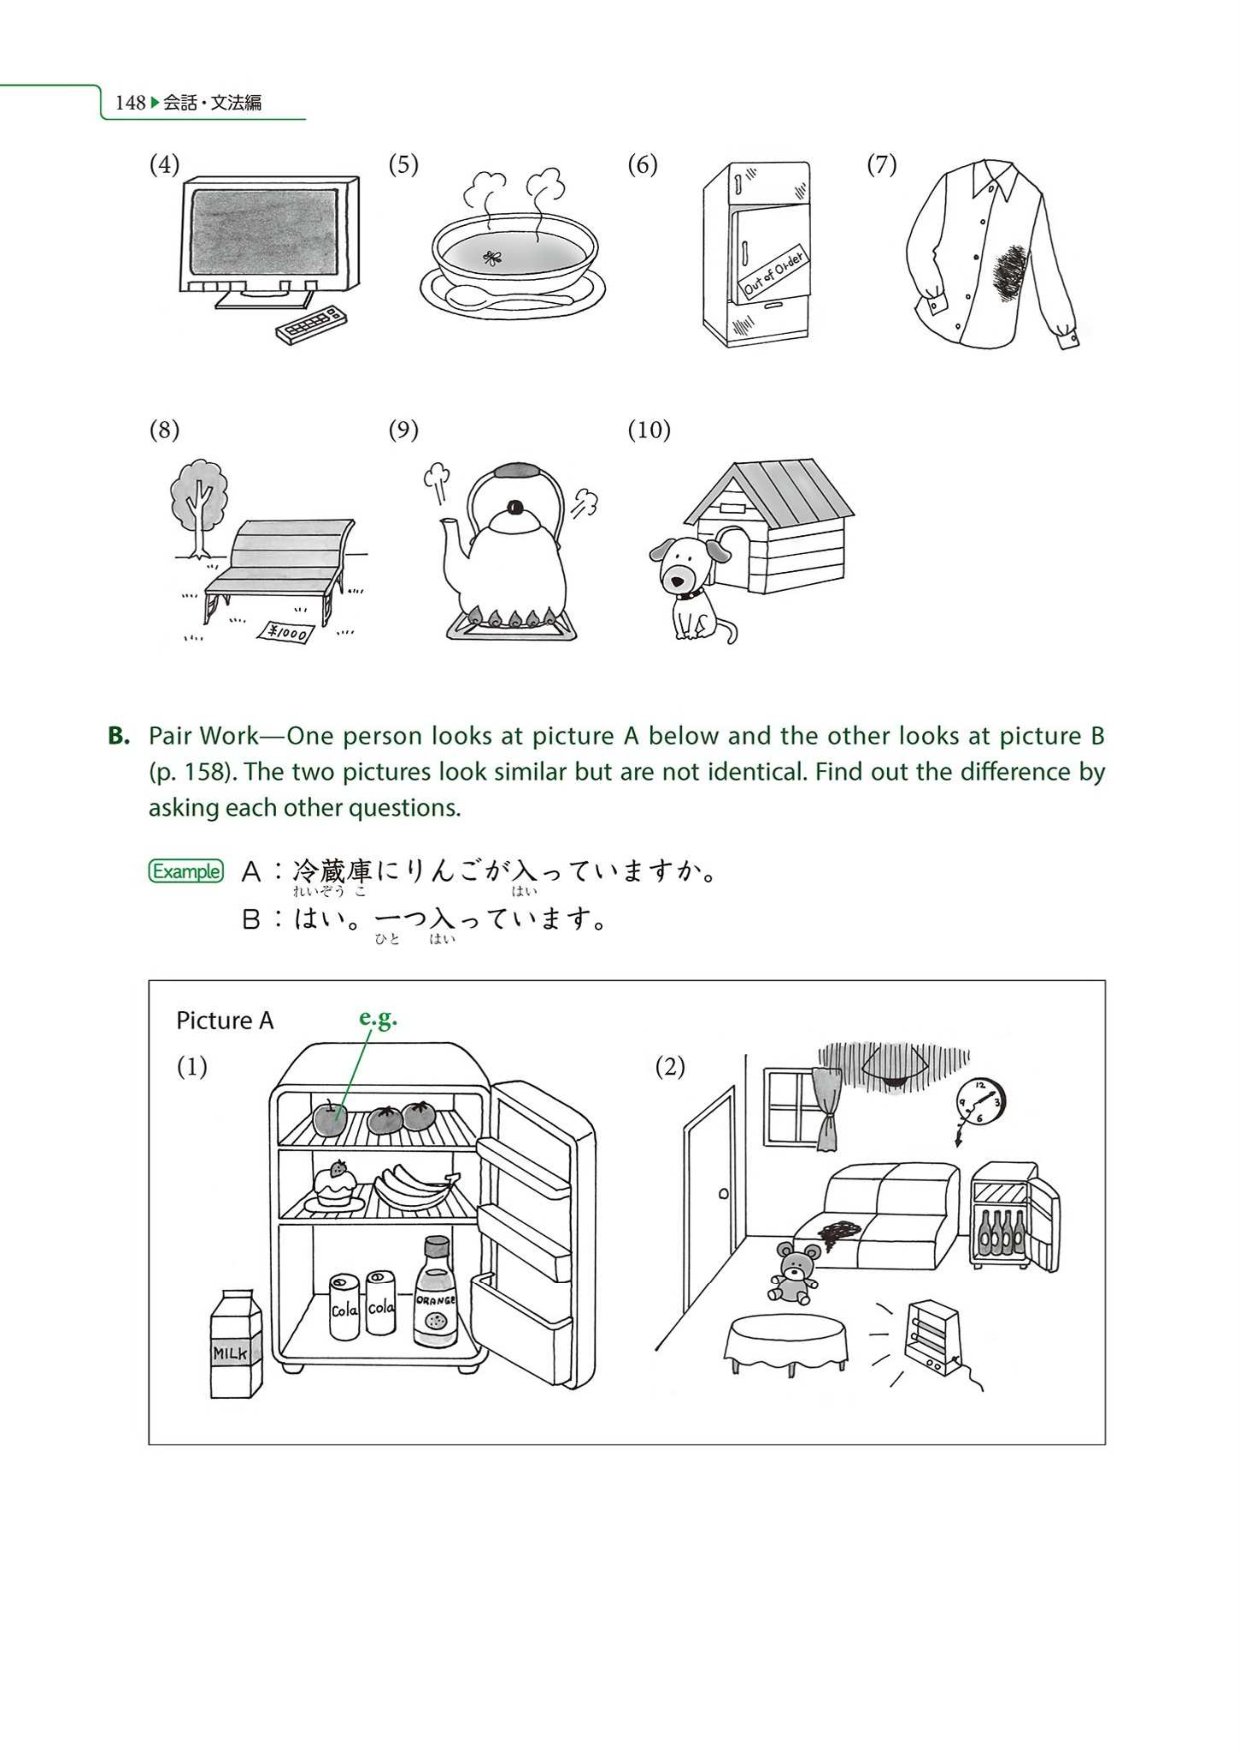 148▶会話・文法編
(4)
(5)
(6)
(7)
Out of Order
(8)
(9)
(10)
¥1000
B. Pair Work—One person looks at picture A below and the other looks at picture B
(p. 158). The two pictures look similar but are not identical. Find out the difference by
asking each other questions.
Example A：冷蔵庫にりんごが入っていますか。
れいぞうこ はい
B：はい。一つ入っています。
ひと はい
Picture A
e.g.
(1)
(2)
12
3
6
9
Cola
Cola
ORANGE
MILK